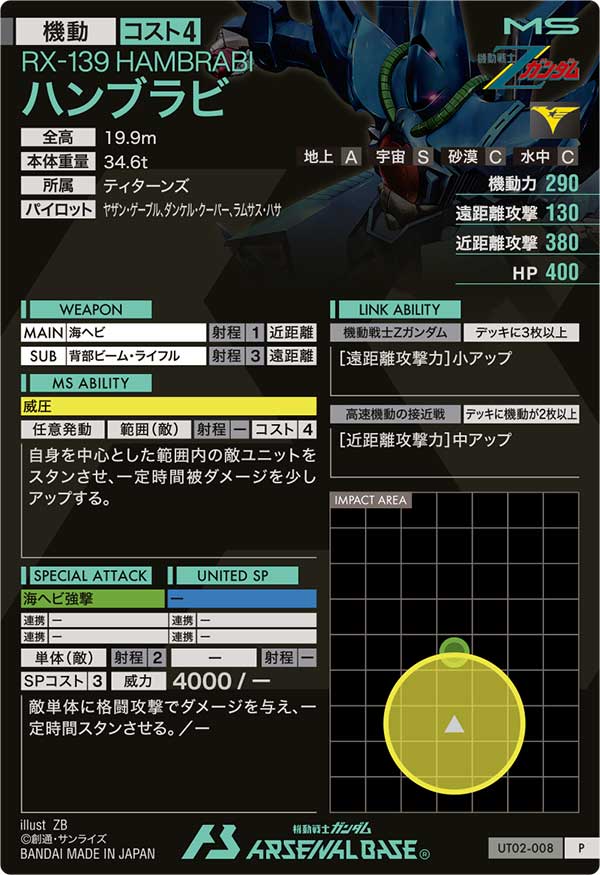 機動 コスト4
MS
RX-139 HAMBRABI
ハンブラビ
機動戦士Zガンダム
全高 19.9m
本体重量 34.6t
所属 ティターンズ
パイロット ヤザン・ゲーブル、ダンケル・クーパー、ラムサス・ハサ
地上 A 宇宙 S 砂漠 C 水中 C
機動力 290
遠距離攻撃 130
近距離攻撃 380
HP 400
WEAPON
MAIN 海ヘビ 射程 1 近距離
SUB 背部ビーム・ライフル 射程 3 遠距離
MS ABILITY
威圧
任意発動 範囲(敵) 射程 ー コスト 4
自身を中心とした範囲内の敵ユニットを
スタンさせ、一定時間被ダメージを少し
アップする。
SPECIAL ATTACK UNITED SP
海ヘビ強撃 ー
連携 ー 連携 ー
連携 ー 連携 ー
単体(敵) 射程 2 ー 射程 ー
SPコスト 3 威力 4000 / ー
敵単体に格闘攻撃でダメージを与え、一
定時間スタンさせる。/ー
LINK ABILITY
機動戦士Zガンダム デッキに3枚以上
[遠距離攻撃力]小アップ
高速機動の接近戦 デッキに機動が2枚以上
[近距離攻撃力]中アップ
IMPACT AREA
illust ZB
©創通・サンライズ
BANDAI MADE IN JAPAN
機動戦士ガンダム
AB ARSENAL BASE®
UT02-008 P